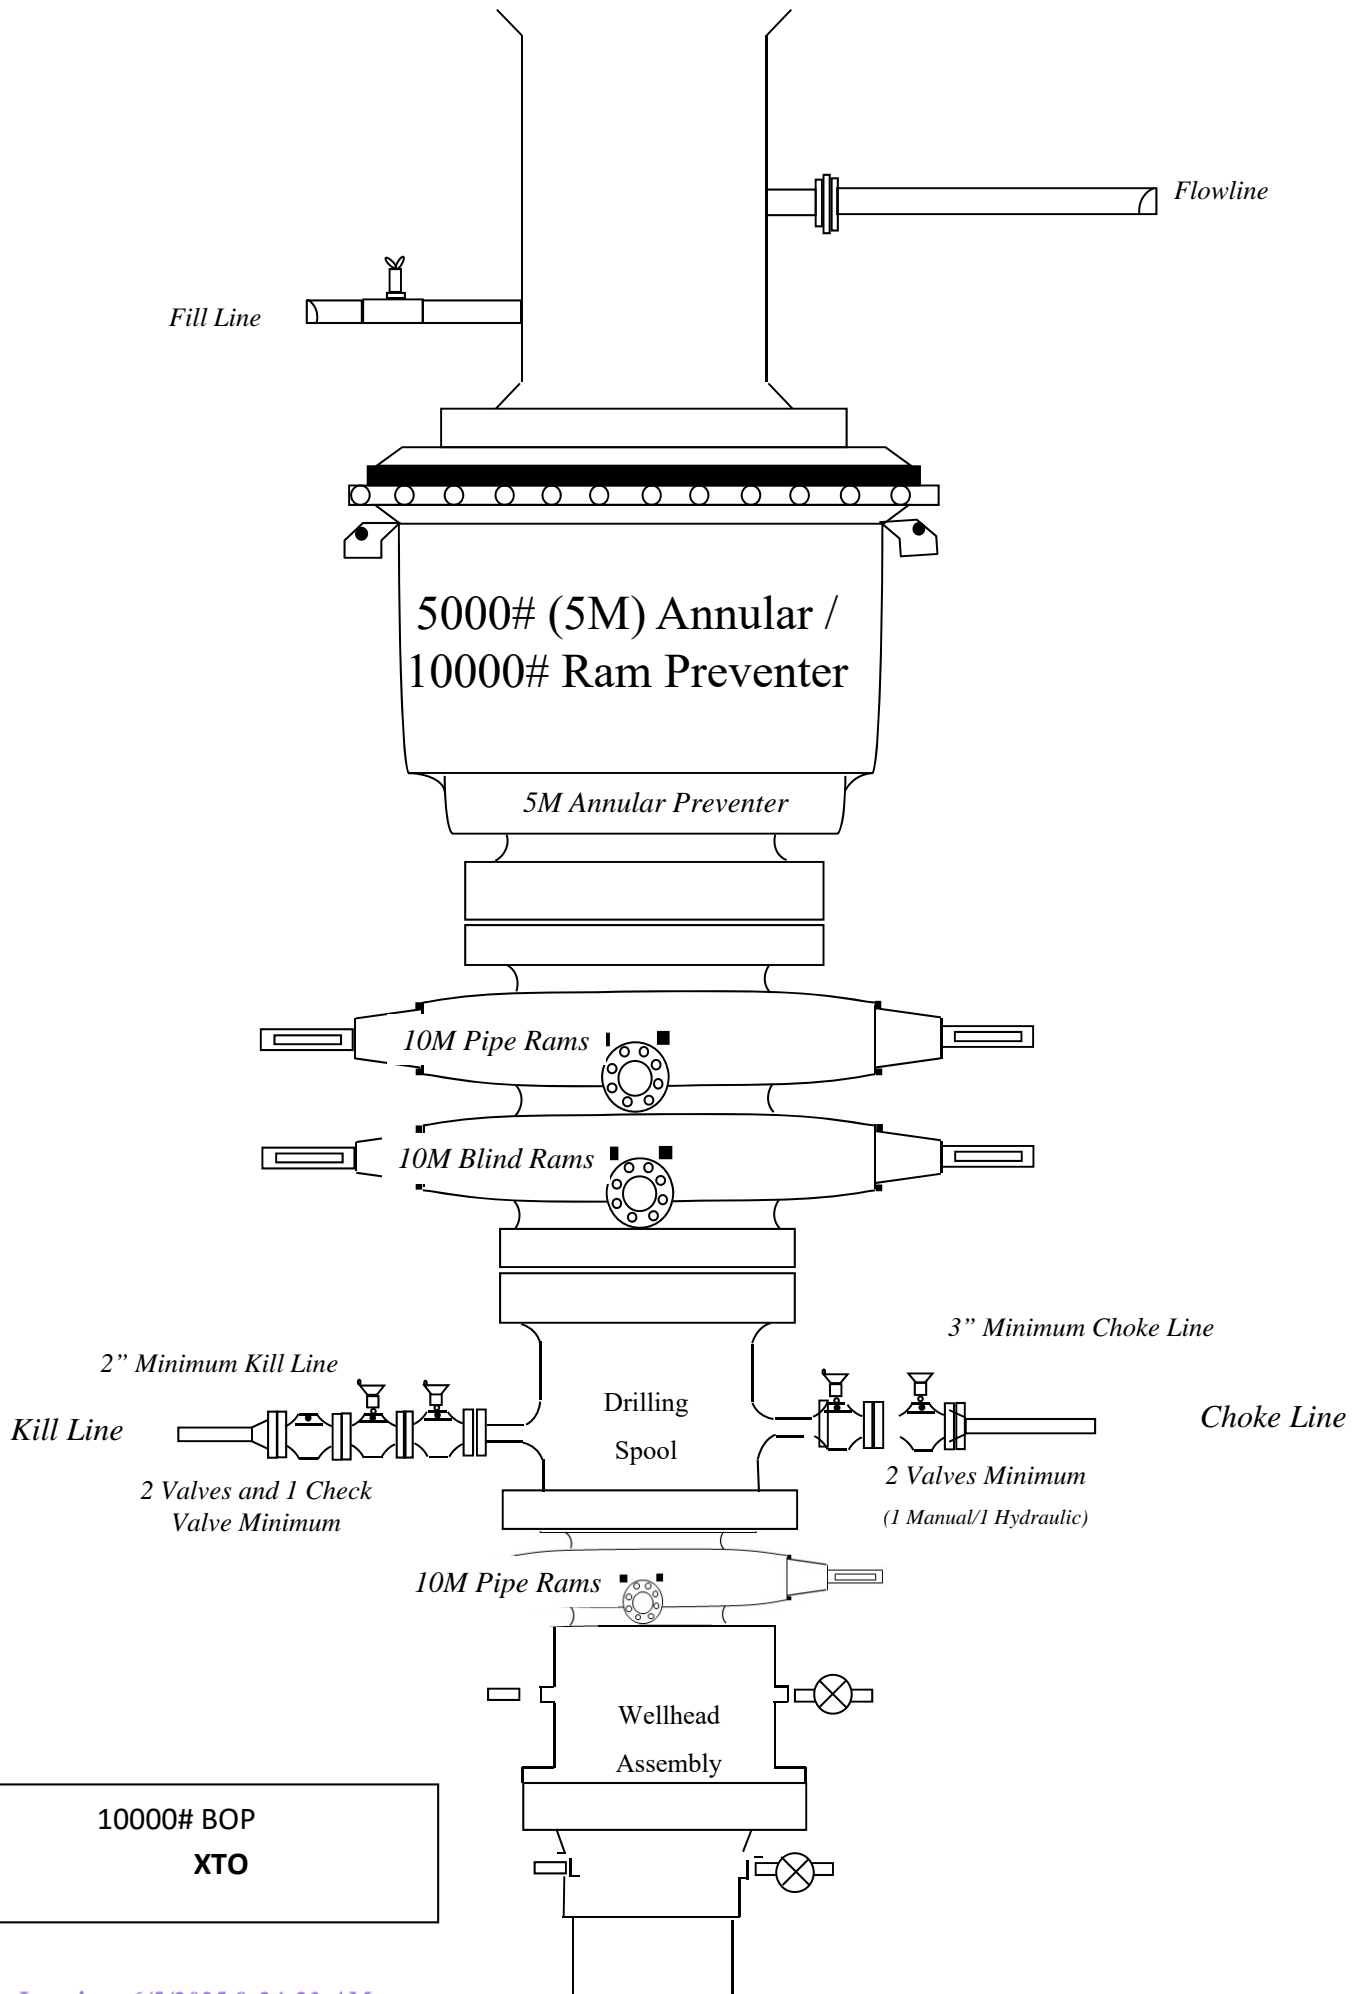 Flowline
Fill Line
5000# (5M) Annular /
10000# Ram Preventer
5M Annular Preventer
10M Pipe Rams
10M Blind Rams
3” Minimum Choke Line
2” Minimum Kill Line
Drilling
Spool
Kill Line
Choke Line
2 Valves and 1 Check
Valve Minimum
2 Valves Minimum
(1 Manual/1 Hydraulic)
10M Pipe Rams
Wellhead
Assembly
10000# BOP
XTO